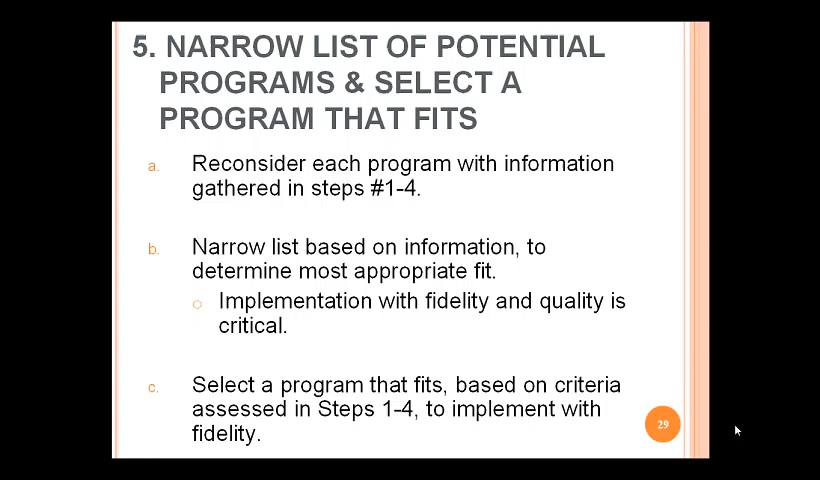 5. NARROW LIST OF POTENTIAL
PROGRAMS & SELECT A
PROGRAM THAT FITS
a. Reconsider each program with information
gathered in steps #1-4.
b. Narrow list based on information, to
determine most appropriate fit.
○ Implementation with fidelity and quality is
critical.
c. Select a program that fits, based on criteria
assessed in Steps 1-4, to implement with
fidelity.
29